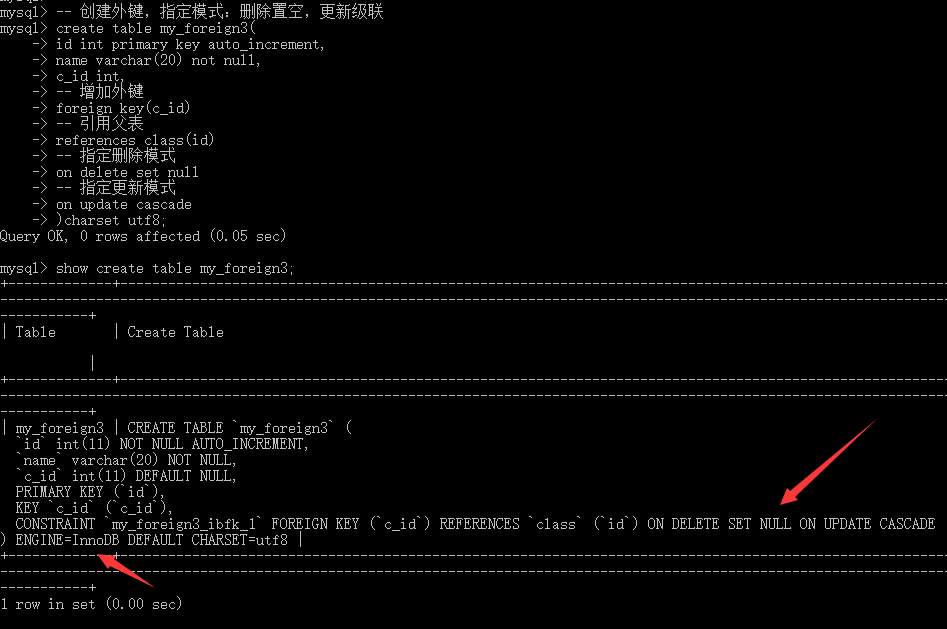 mysql> -- 创建外键，指定模式：删除置空，更新级联
mysql> create table my_foreign3(
    -> id int primary key auto_increment,
    -> name varchar(20) not null,
    -> c_id int,
    -> -- 增加外键
    -> foreign key(c_id)
    -> -- 引用父表
    -> references class(id)
    -> -- 指定删除模式
    -> on delete set null
    -> -- 指定更新模式
    -> on update cascade
    -> )charset utf8;
Query OK, 0 rows affected (0.05 sec)
mysql> show create table my_foreign3;
| Table       | Create Table
|
| my_foreign3 | CREATE TABLE `my_foreign3` (
  `id` int(11) NOT NULL AUTO_INCREMENT,
  `name` varchar(20) NOT NULL,
  `c_id` int(11) DEFAULT NULL,
  PRIMARY KEY (`id`),
  KEY `c_id` (`c_id`),
  CONSTRAINT `my_foreign3_ibfk_1` FOREIGN KEY (`c_id`) REFERENCES `class` (`id`) ON DELETE SET NULL ON UPDATE CASCADE
) ENGINE=InnoDB DEFAULT CHARSET=utf8 |
1 row in set (0.00 sec)